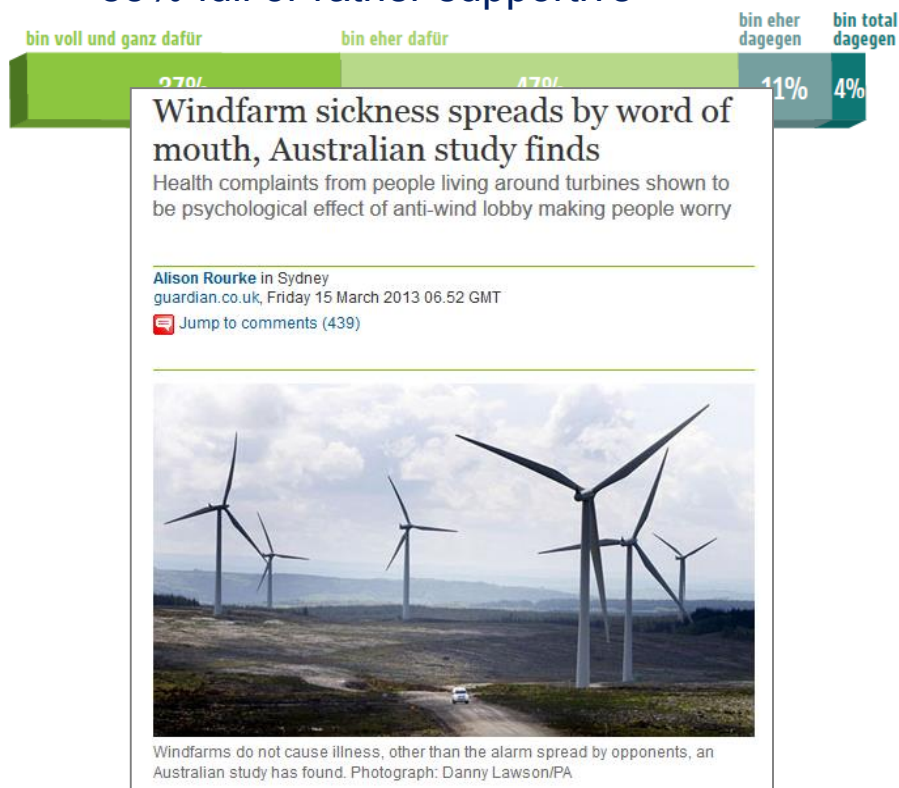 rather supportive
bin voll und ganz dafür
bin eher dafür
bin eher dagegen
bin total dagegen
37%
47%
11%
4%
Windfarm sickness spreads by word of
mouth, Australian study finds
Health complaints from people living around turbines shown to
be psychological effect of anti-wind lobby making people worry
Alison Rourke in Sydney
guardian.co.uk, Friday 15 March 2013 06.52 GMT
Jump to comments (439)
Windfarms do not cause illness, other than the alarm spread by opponents, an
Australian study has found. Photograph: Danny Lawson/PA